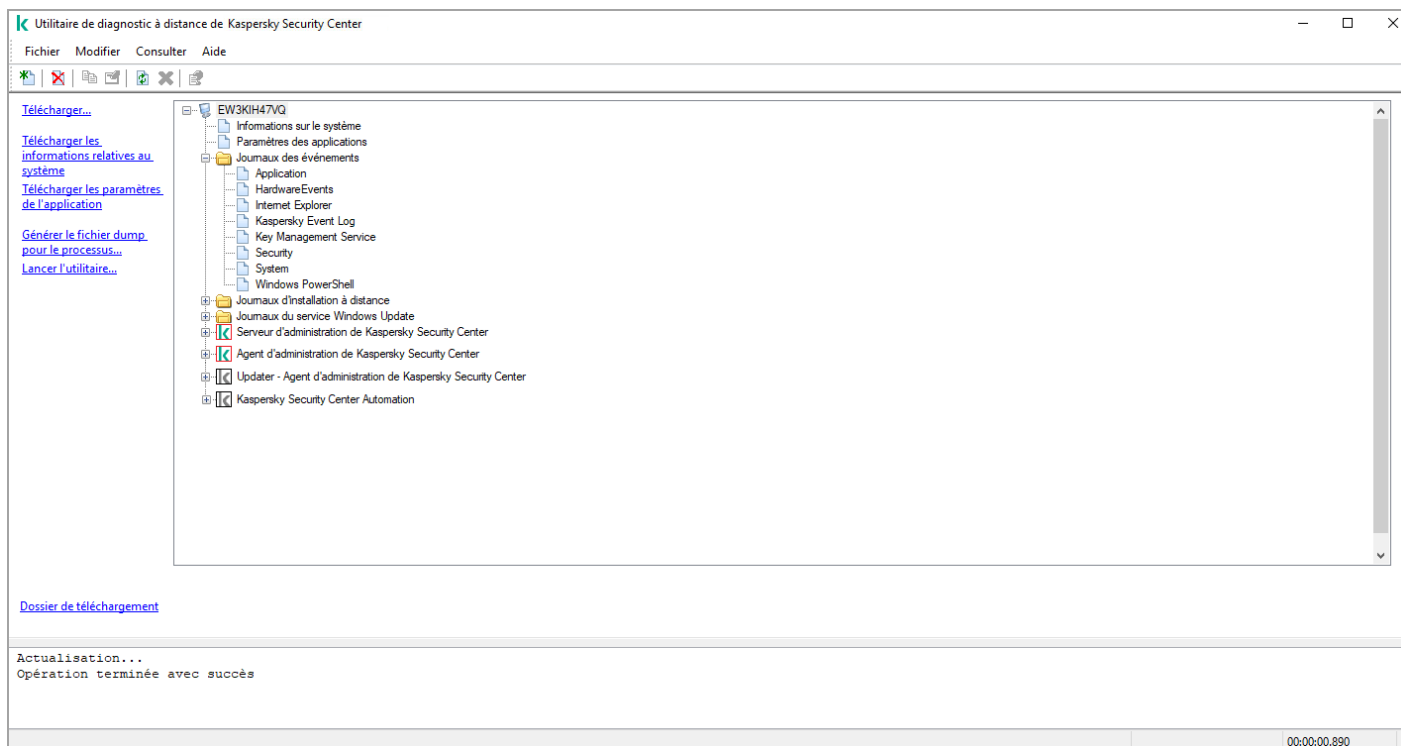 Utilitaire de diagnostic à distance de Kaspersky Security Center
Fichier Modifier Consulter Aide
Télécharger...
Télécharger les
informations relatives au
système
Télécharger les paramètres
de l'application
Générer le fichier dump
pour le processus...
Lancer l'utilitaire...
EW3KIH47VQ
Informations sur le système
Paramètres des applications
Journaux des événements
Application
HardwareEvents
Internet Explorer
Kaspersky Event Log
Key Management Service
Security
System
Windows PowerShell
Journaux d'installation à distance
Journaux du service Windows Update
Serveur d'administration de Kaspersky Security Center
Agent d'administration de Kaspersky Security Center
Updater - Agent d'administration de Kaspersky Security Center
Kaspersky Security Center Automation
Dossier de téléchargement
Actualisation...
Opération terminée avec succès
00:00:00.890